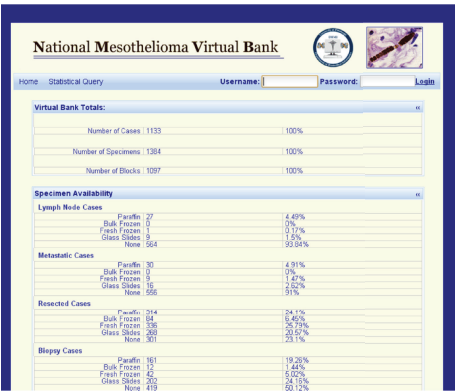 National Mesothelioma Virtual Bank
Home Statistical Query Username: Password: Login
Virtual Bank Totals: «
Number of Cases 1133 100%
Number of Specimens 1384 100%
Number of Blocks 1097 100%
Specimen Availability «
Lymph Node Cases
Paraffin 27 4.49%
Bulk Frozen 0 0%
Fresh Frozen 1 0.17%
Glass Slides 9 1.5%
None 564 93.84%
Metastatic Cases
Paraffin 30 4.91%
Bulk Frozen 0 0%
Fresh Frozen 9 1.47%
Glass Slides 16 2.62%
None 556 91%
Resected Cases
Paraffin 314 24.1%
Bulk Frozen 84 6.45%
Fresh Frozen 336 25.79%
Glass Slides 268 20.57%
None 301 23.1%
Biopsy Cases
Paraffin 161 19.26%
Bulk Frozen 12 1.44%
Fresh Frozen 42 5.02%
Glass Slides 202 24.16%
None 419 50.12%